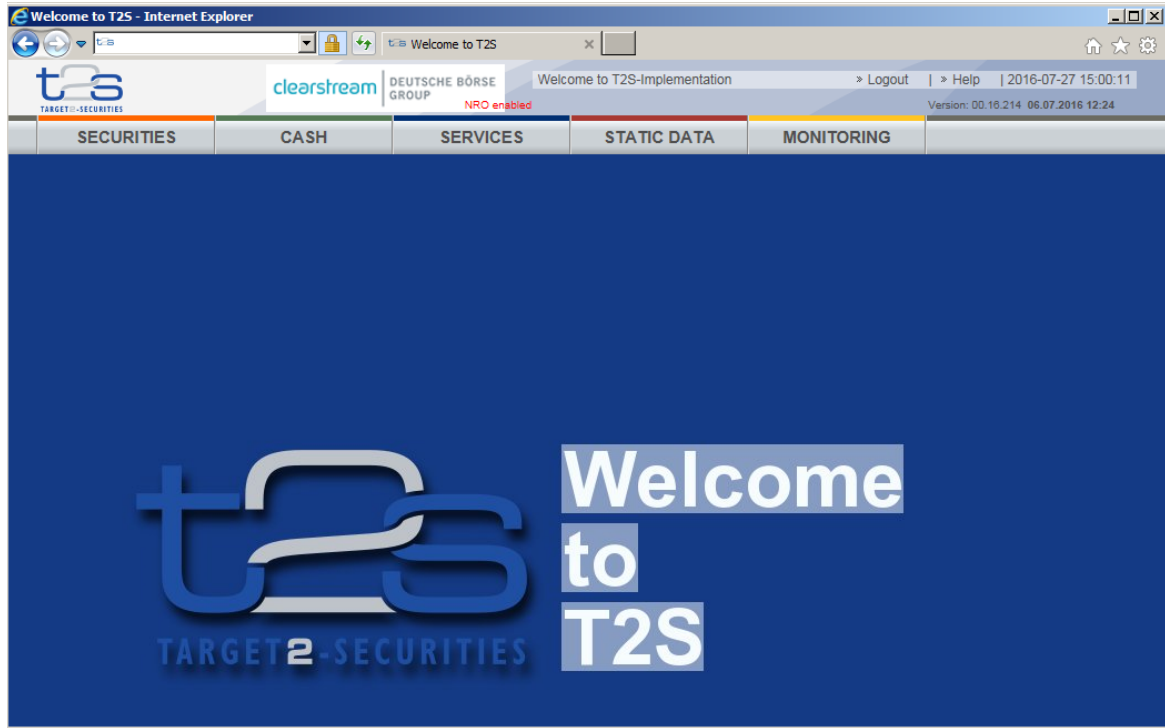 Welcome to T2S - Internet Explorer
t2s Welcome to T2S
t2s
TARGET2-SECURITIES
clearstream
DEUTSCHE BÖRSE
GROUP
NRO enabled
Welcome to T2S-Implementation
» Logout | » Help | 2016-07-27 15:00:11
Version: 00.16.214 06.07.2016 12:24
SECURITIES CASH SERVICES STATIC DATA MONITORING
t2s
TARGET2-SECURITIES
Welcome
to
T2S